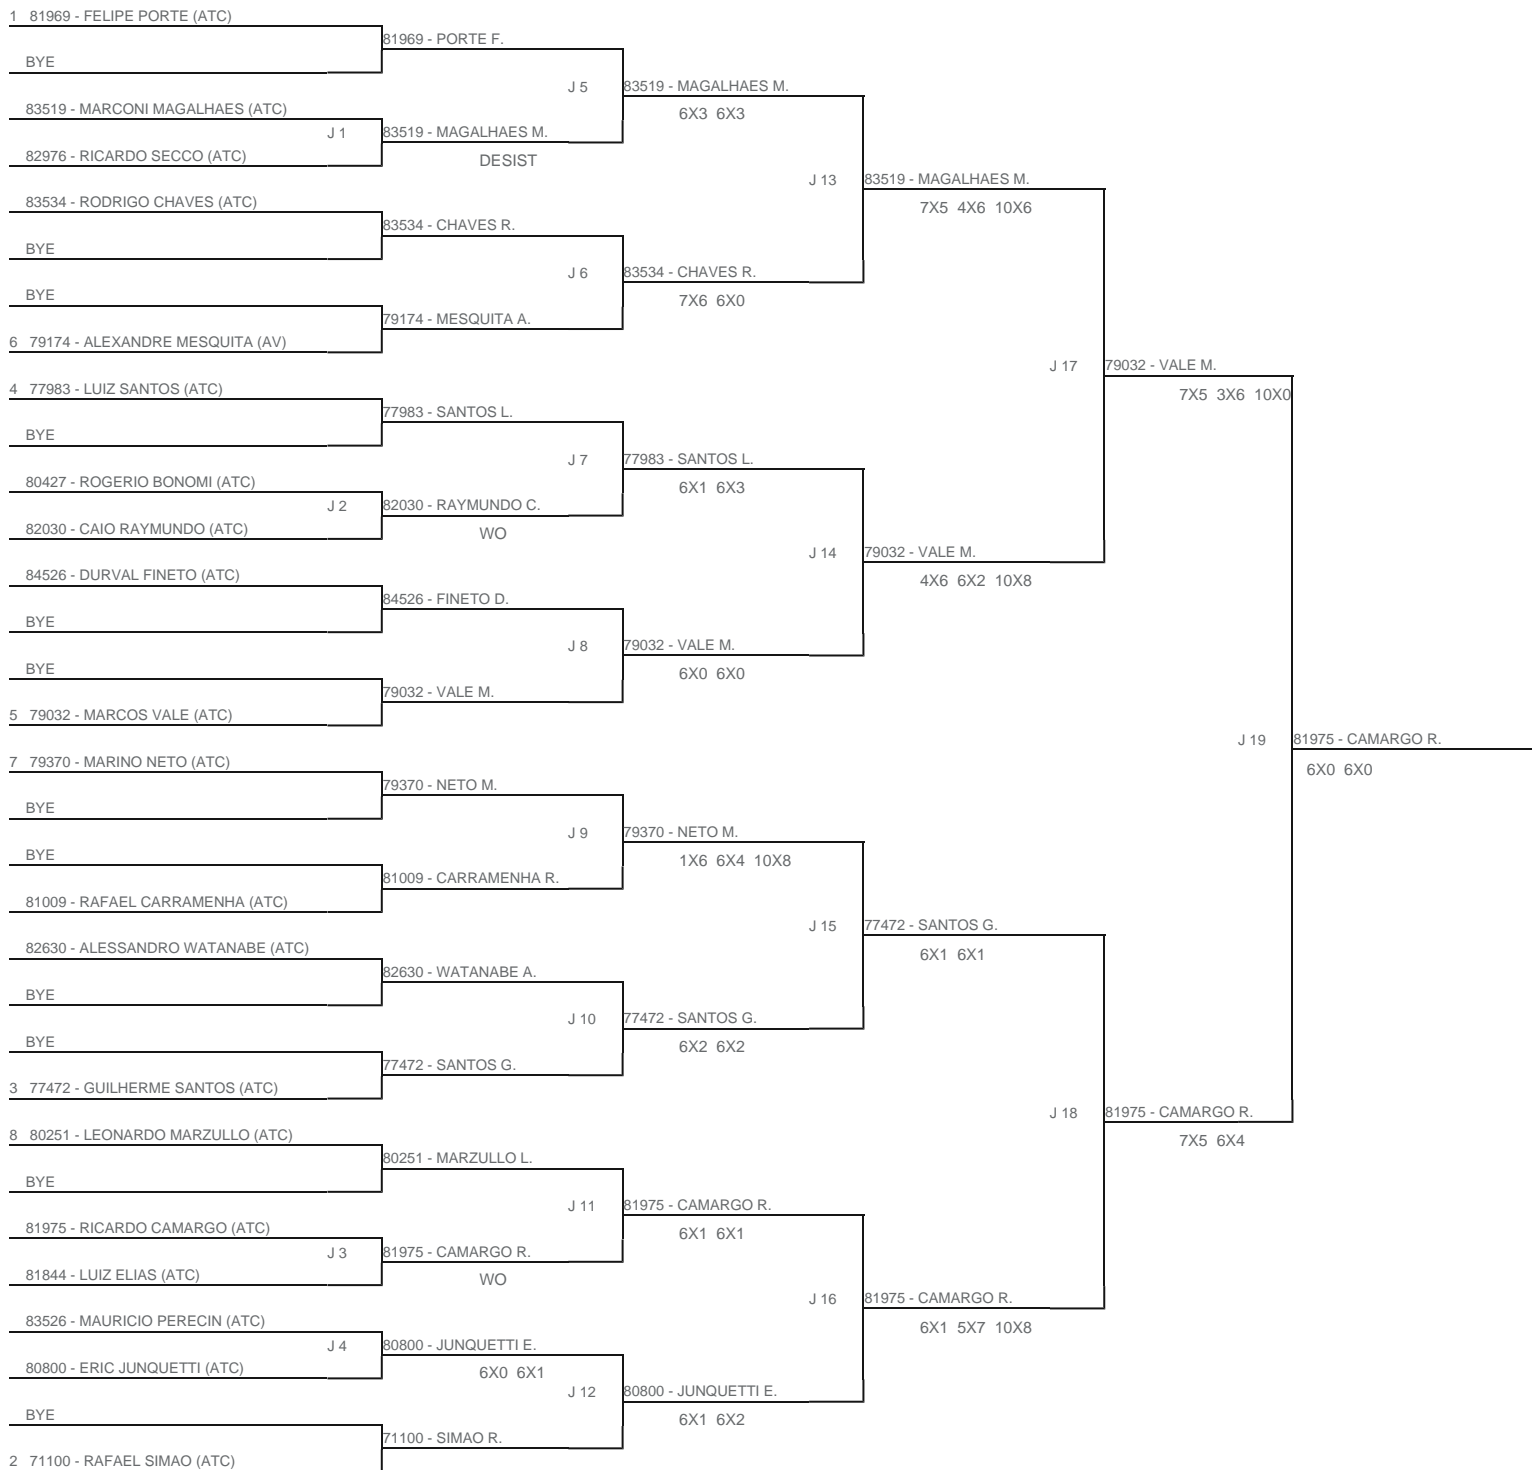 1 81969 - FELIPE PORTE (ATC)
81969 - PORTE F.
BYE
J 5
83519 - MAGALHAES M.
6X3 6X3
83519 - MARCONI MAGALHAES (ATC)
J 1
83519 - MAGALHAES M.
82976 - RICARDO SECCO (ATC)
DESIST
J 13
83519 - MAGALHAES M.
7X5 4X6 10X6
83534 - RODRIGO CHAVES (ATC)
83534 - CHAVES R.
BYE
J 6
83534 - CHAVES R.
7X6 6X0
BYE
79174 - MESQUITA A.
6 79174 - ALEXANDRE MESQUITA (AV)
J 17
79032 - VALE M.
7X5 3X6 10X0
4 77983 - LUIZ SANTOS (ATC)
77983 - SANTOS L.
BYE
J 7
77983 - SANTOS L.
6X1 6X3
80427 - ROGERIO BONOMI (ATC)
J 2
82030 - RAYMUNDO C.
82030 - CAIO RAYMUNDO (ATC)
WO
J 14
79032 - VALE M.
4X6 6X2 10X8
84526 - DURVAL FINETO (ATC)
84526 - FINETO D.
BYE
J 8
79032 - VALE M.
6X0 6X0
BYE
79032 - VALE M.
5 79032 - MARCOS VALE (ATC)
J 19
81975 - CAMARGO R.
6X0 6X0
7 79370 - MARINO NETO (ATC)
79370 - NETO M.
BYE
J 9
79370 - NETO M.
1X6 6X4 10X8
BYE
81009 - CARRAMENHA R.
81009 - RAFAEL CARRAMENHA (ATC)
J 15
77472 - SANTOS G.
6X1 6X1
82630 - ALESSANDRO WATANABE (ATC)
82630 - WATANABE A.
BYE
J 10
77472 - SANTOS G.
6X2 6X2
BYE
77472 - SANTOS G.
3 77472 - GUILHERME SANTOS (ATC)
J 18
81975 - CAMARGO R.
7X5 6X4
8 80251 - LEONARDO MARZULLO (ATC)
80251 - MARZULLO L.
BYE
J 11
81975 - CAMARGO R.
6X1 6X1
81975 - RICARDO CAMARGO (ATC)
J 3
81975 - CAMARGO R.
81844 - LUIZ ELIAS (ATC)
WO
J 16
81975 - CAMARGO R.
6X1 5X7 10X8
83526 - MAURICIO PERECIN (ATC)
J 4
80800 - JUNQUETTI E.
80800 - ERIC JUNQUETTI (ATC)
6X0 6X1
J 12
80800 - JUNQUETTI E.
6X1 6X2
BYE
71100 - SIMAO R.
2 71100 - RAFAEL SIMAO (ATC)